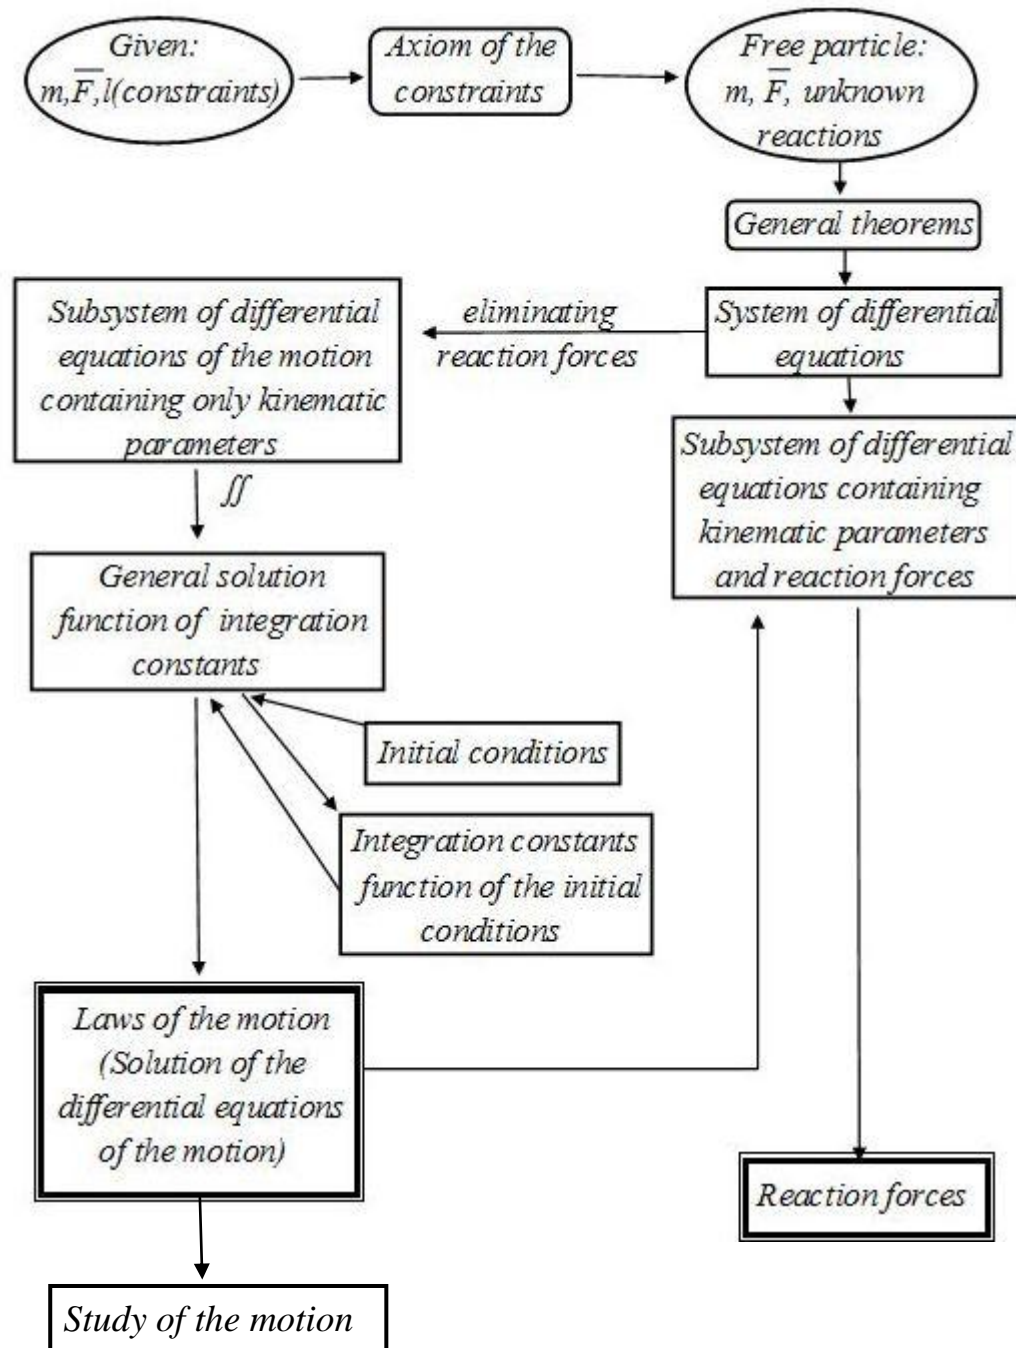 Given:
m, F̅, l(constraints)
Axiom of the
constraints
Free particle:
m, F̅, unknown
reactions
General theorems
System of differential
equations
eliminating
reaction forces
Subsystem of differential
equations of the motion
containing only kinematic
parameters
Subsystem of differential
equations containing
kinematic parameters
and reaction forces
∬
General solution
function of integration
constants
Initial conditions
Integration constants
function of the initial
conditions
Laws of the motion
(Solution of the
differential equations
of the motion)
Reaction forces
Study of the motion